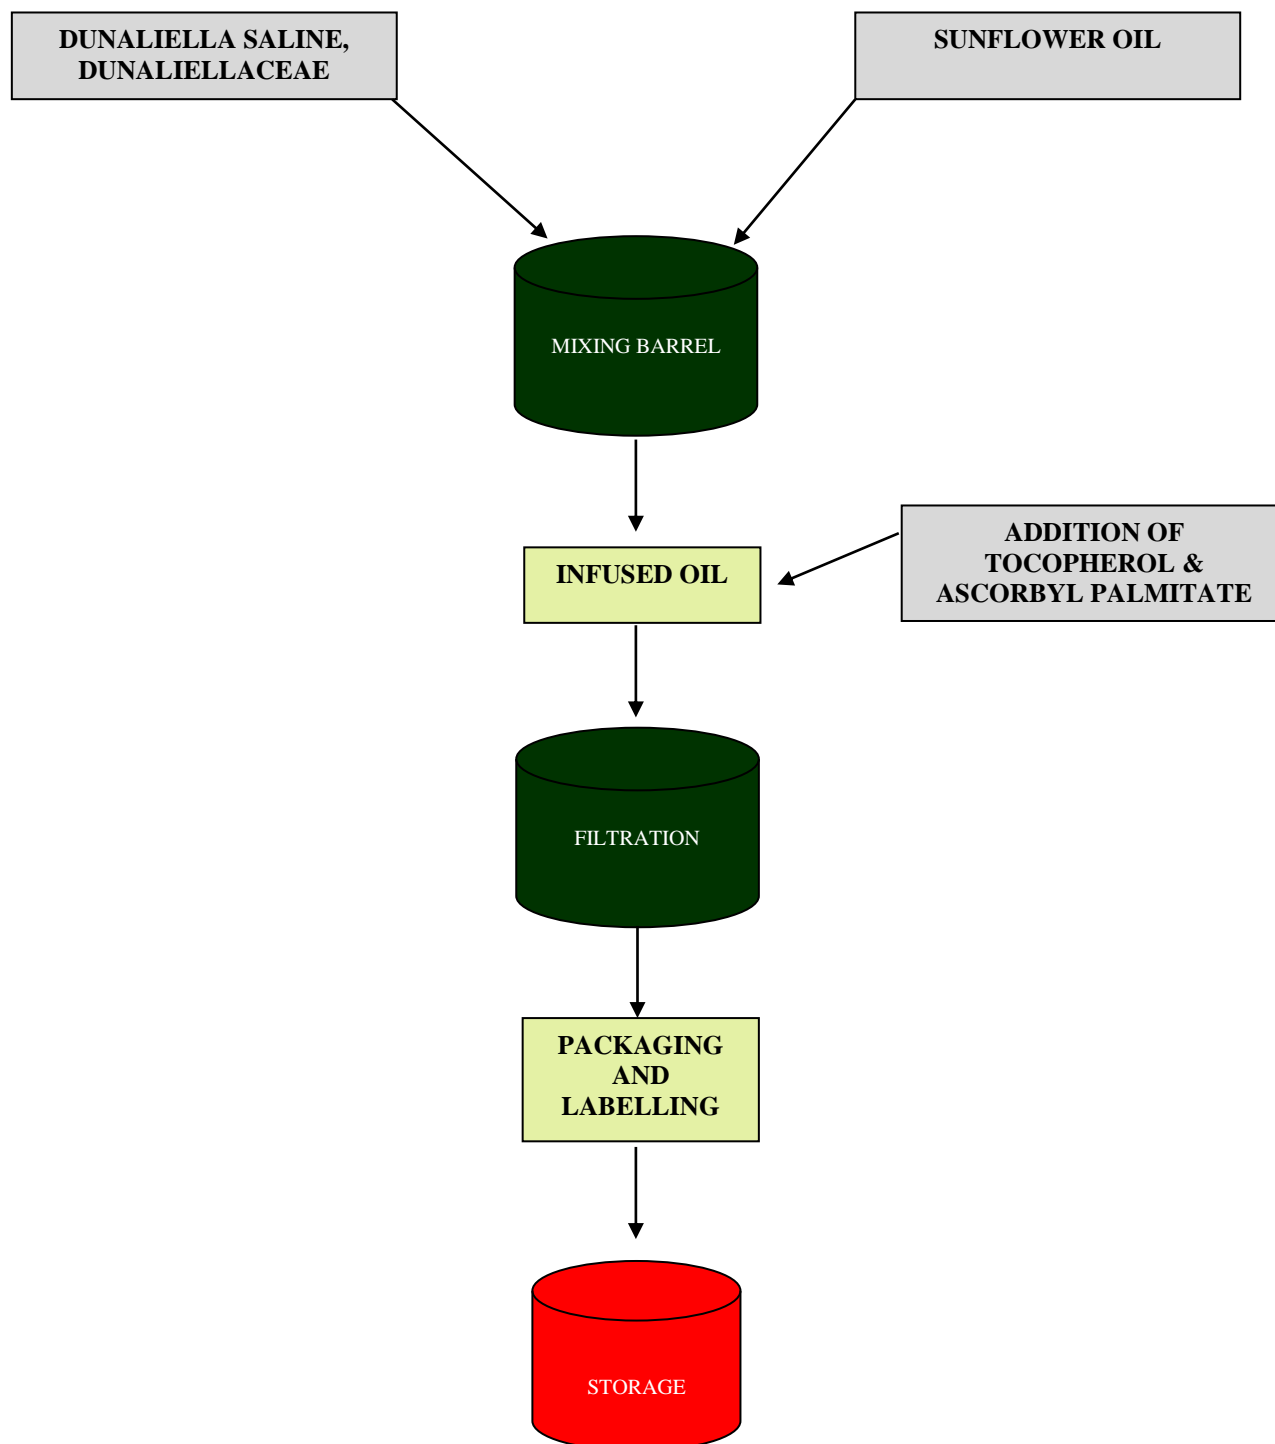 DUNALIELLA SALINE,
DUNALIELLACEAE
SUNFLOWER OIL
MIXING BARREL
INFUSED OIL
ADDITION OF
TOCOPHEROL &
ASCORBYL PALMITATE
FILTRATION
PACKAGING
AND
LABELLING
STORAGE